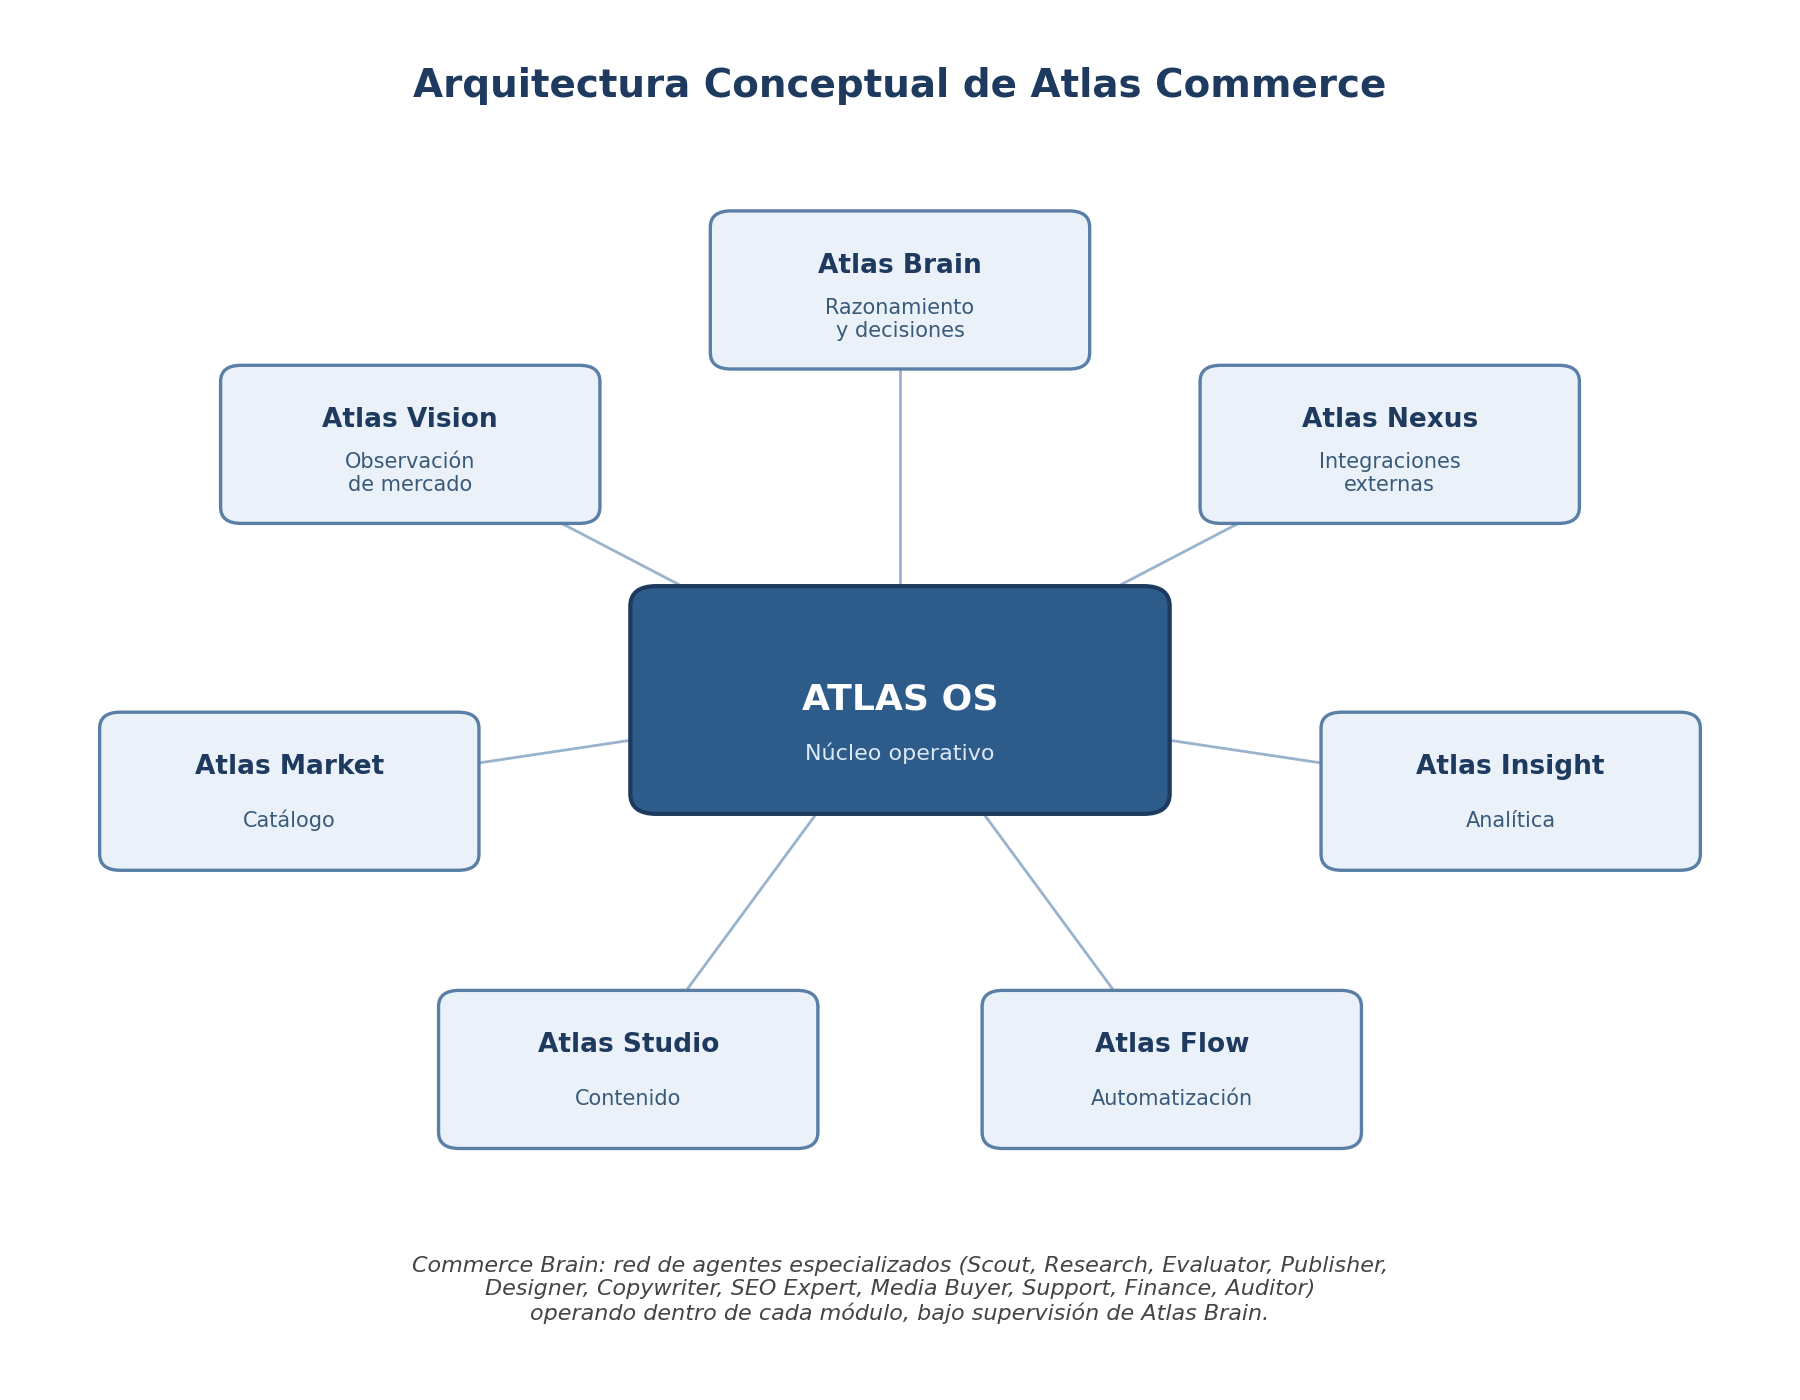 Arquitectura Conceptual de Atlas Commerce
Atlas Brain
Razonamiento
y decisiones
Atlas Vision
Observación
de mercado
Atlas Nexus
Integraciones
externas
ATLAS OS
Núcleo operativo
Atlas Market
Catálogo
Atlas Insight
Analítica
Atlas Studio
Contenido
Atlas Flow
Automatización
Commerce Brain: red de agentes especializados (Scout, Research, Evaluator, Publisher,
Designer, Copywriter, SEO Expert, Media Buyer, Support, Finance, Auditor)
operando dentro de cada módulo, bajo supervisión de Atlas Brain.